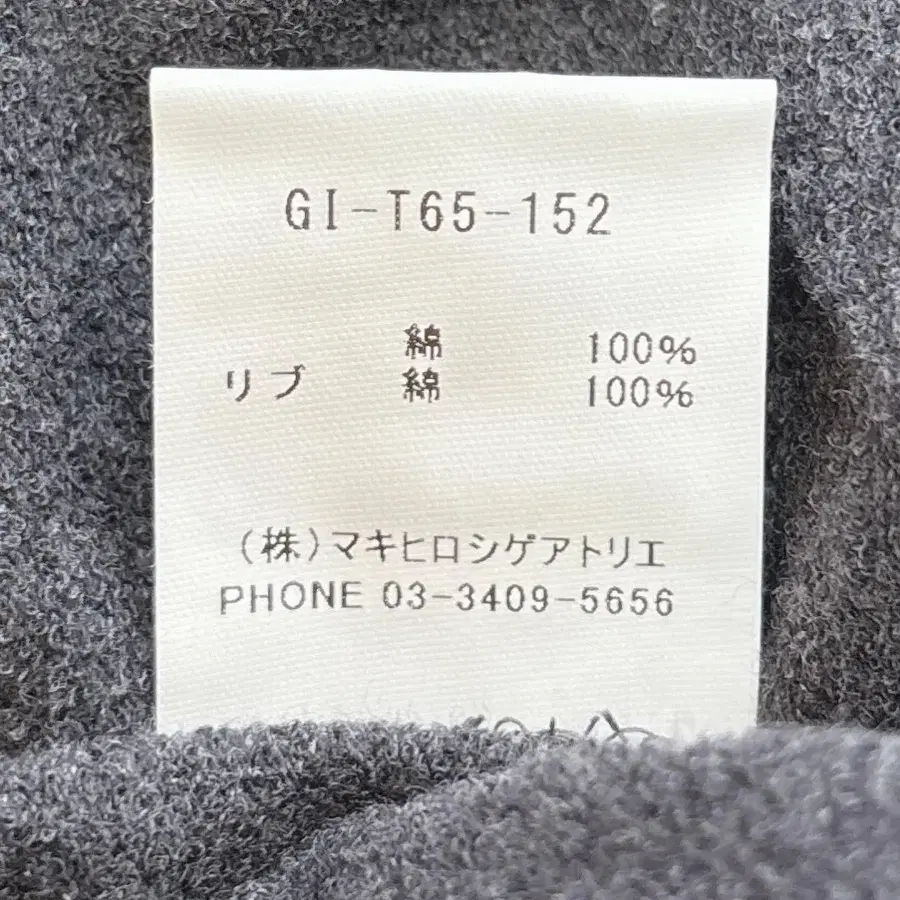 GI-T65-152
綿 100%
リブ 綿 100%
(株)マキヒロシゲアトリエ
PHONE 03-3409-5656